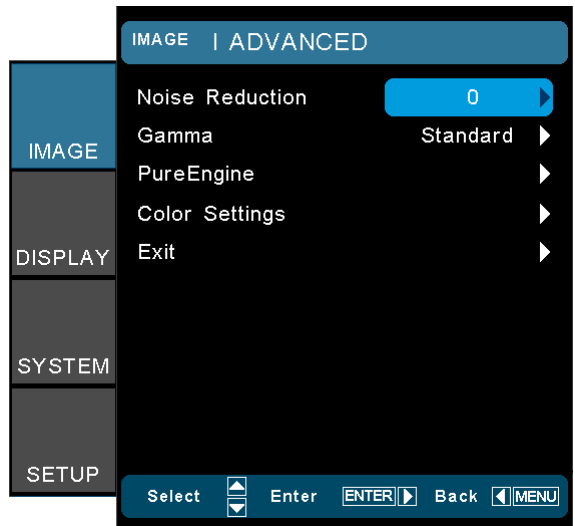 IMAGE | ADVANCED
Noise Reduction 0
Gamma Standard
PureEngine
Color Settings
Exit
IMAGE
DISPLAY
SYSTEM
SETUP
Select Enter ENTER Back MENU